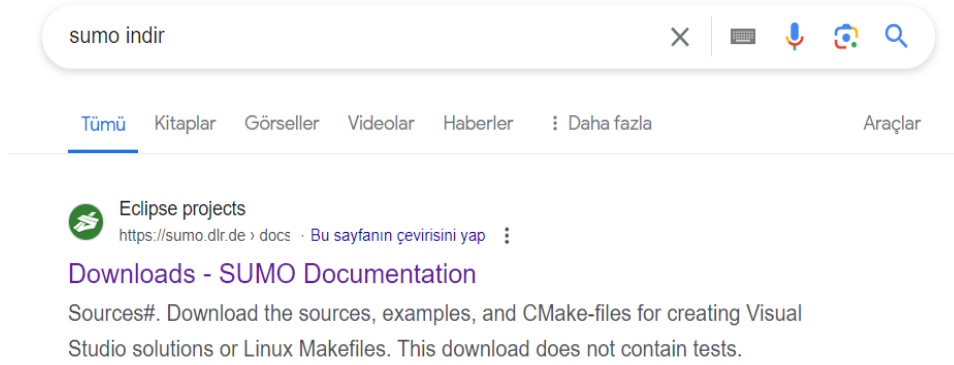 sumo indir
Tümü Kitaplar Görseller Videolar Haberler Daha fazla Araçlar
Eclipse projects
https://sumo.dlr.de › docs · Bu sayfanın çevirisini yap
Downloads - SUMO Documentation
Sources#. Download the sources, examples, and CMake-files for creating Visual
Studio solutions or Linux Makefiles. This download does not contain tests.